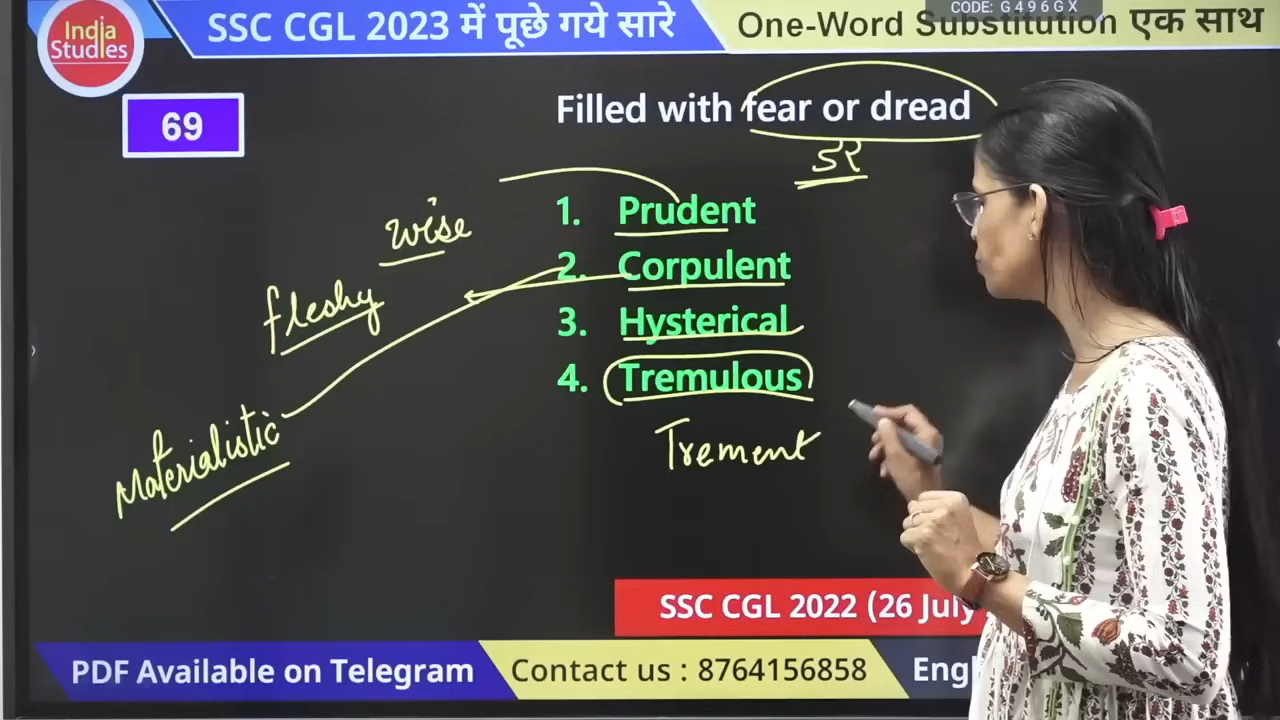 CODE: G496GX
India
Studies
SSC CGL 2023 में पूछे गये सारे
One-Word Substitution एक साथ
69
Filled with fear or dread
डर
1. Prudent
wise
2. Corpulent
fleshy
3. Hysterical
4. Tremulous
Materialistic
Trement
SSC CGL 2022 (26 July
PDF Available on Telegram
Contact us : 8764156858
Eng